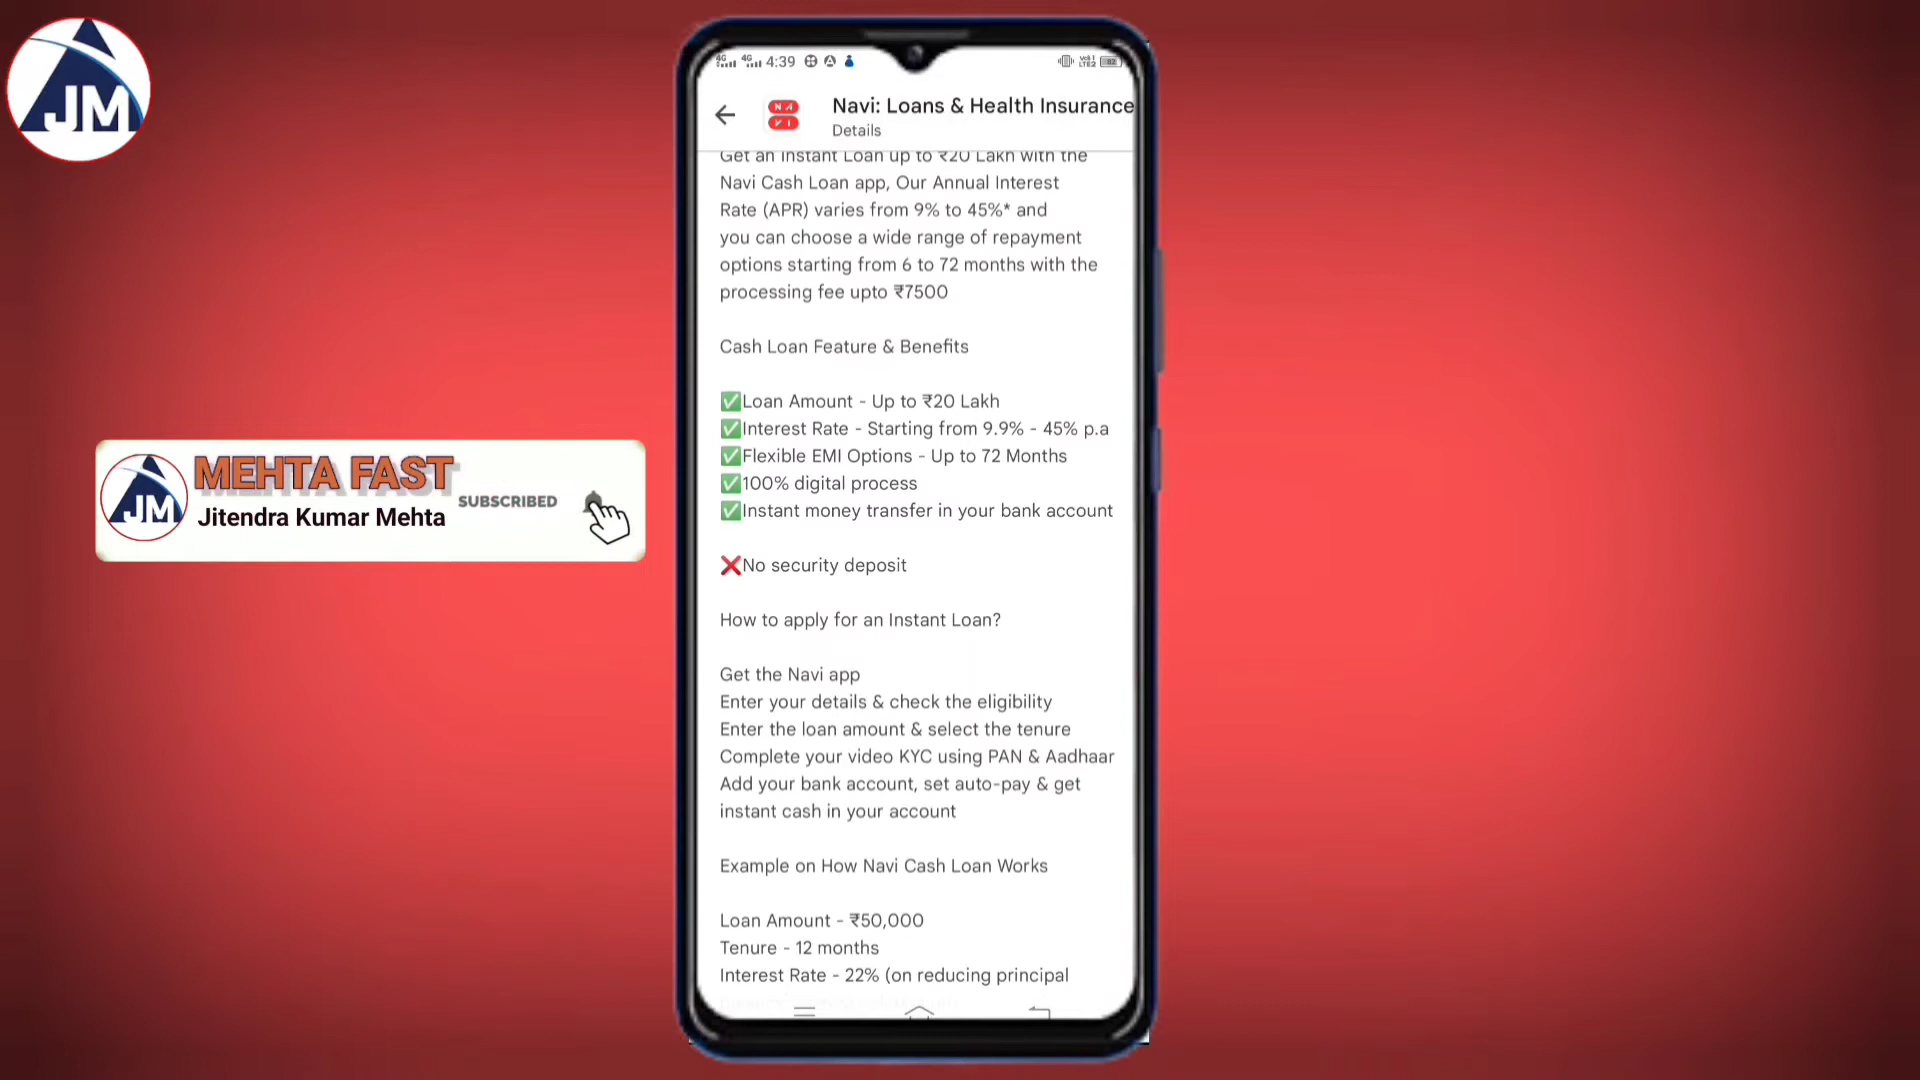 JM
4G 4G 4:39
Navi: Loans & Health Insurance
Details
Get an Instant Loan up to ₹20 Lakh with the
Navi Cash Loan app, Our Annual Interest
Rate (APR) varies from 9% to 45%* and
you can choose a wide range of repayment
options starting from 6 to 72 months with the
processing fee upto ₹7500
Cash Loan Feature & Benefits
✅Loan Amount - Up to ₹20 Lakh
✅Interest Rate - Starting from 9.9% - 45% p.a
✅Flexible EMI Options - Up to 72 Months
✅100% digital process
✅Instant money transfer in your bank account
❌No security deposit
How to apply for an Instant Loan?
Get the Navi app
Enter your details & check the eligibility
Enter the loan amount & select the tenure
Complete your video KYC using PAN & Aadhaar
Add your bank account, set auto-pay & get
instant cash in your account
Example on How Navi Cash Loan Works
Loan Amount - ₹50,000
Tenure - 12 months
Interest Rate - 22% (on reducing principal
JM
MEHTA FAST
Jitendra Kumar Mehta
SUBSCRIBED